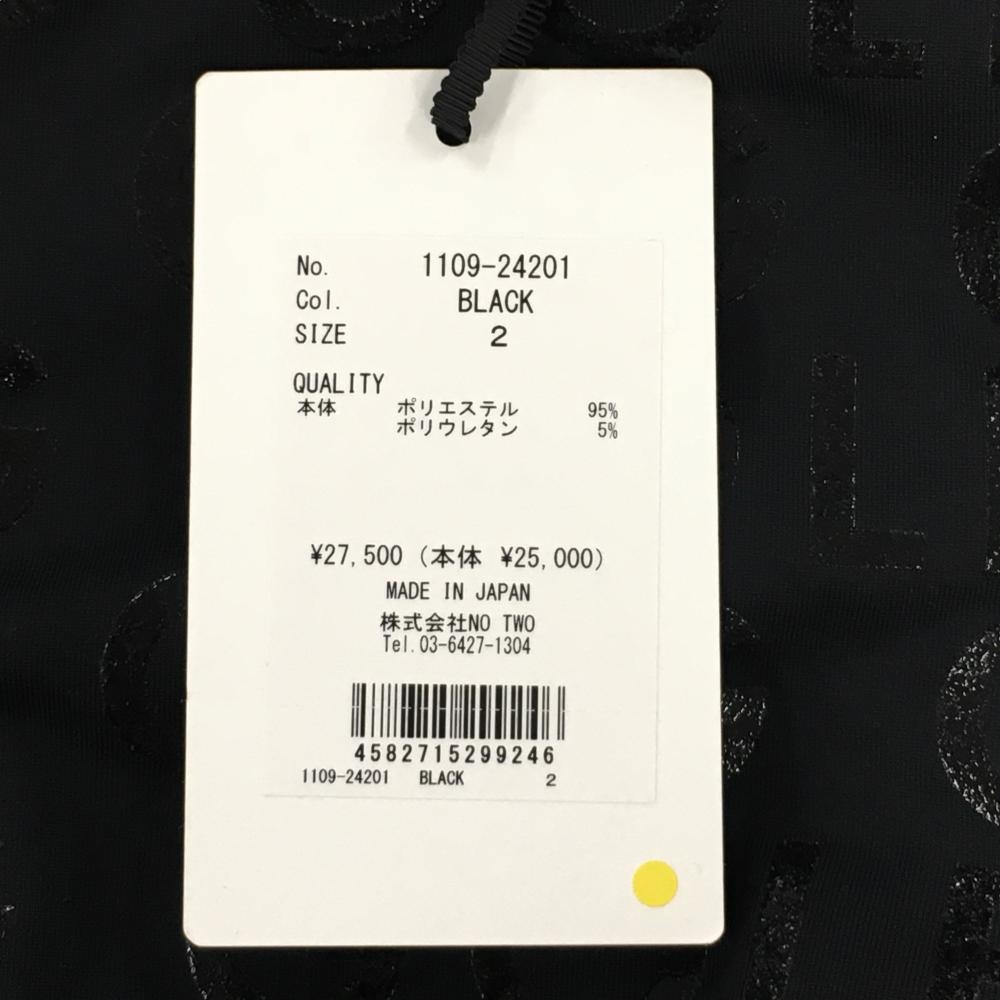 No. 1109-24201
Col. BLACK
SIZE 2
QUALITY
本体 ポリエステル 95%
ポリウレタン 5%
¥27,500 (本体 ¥25,000)
MADE IN JAPAN
株式会社NO TWO
Tel.03-6427-1304
4582715299246
1109-24201 BLACK 2